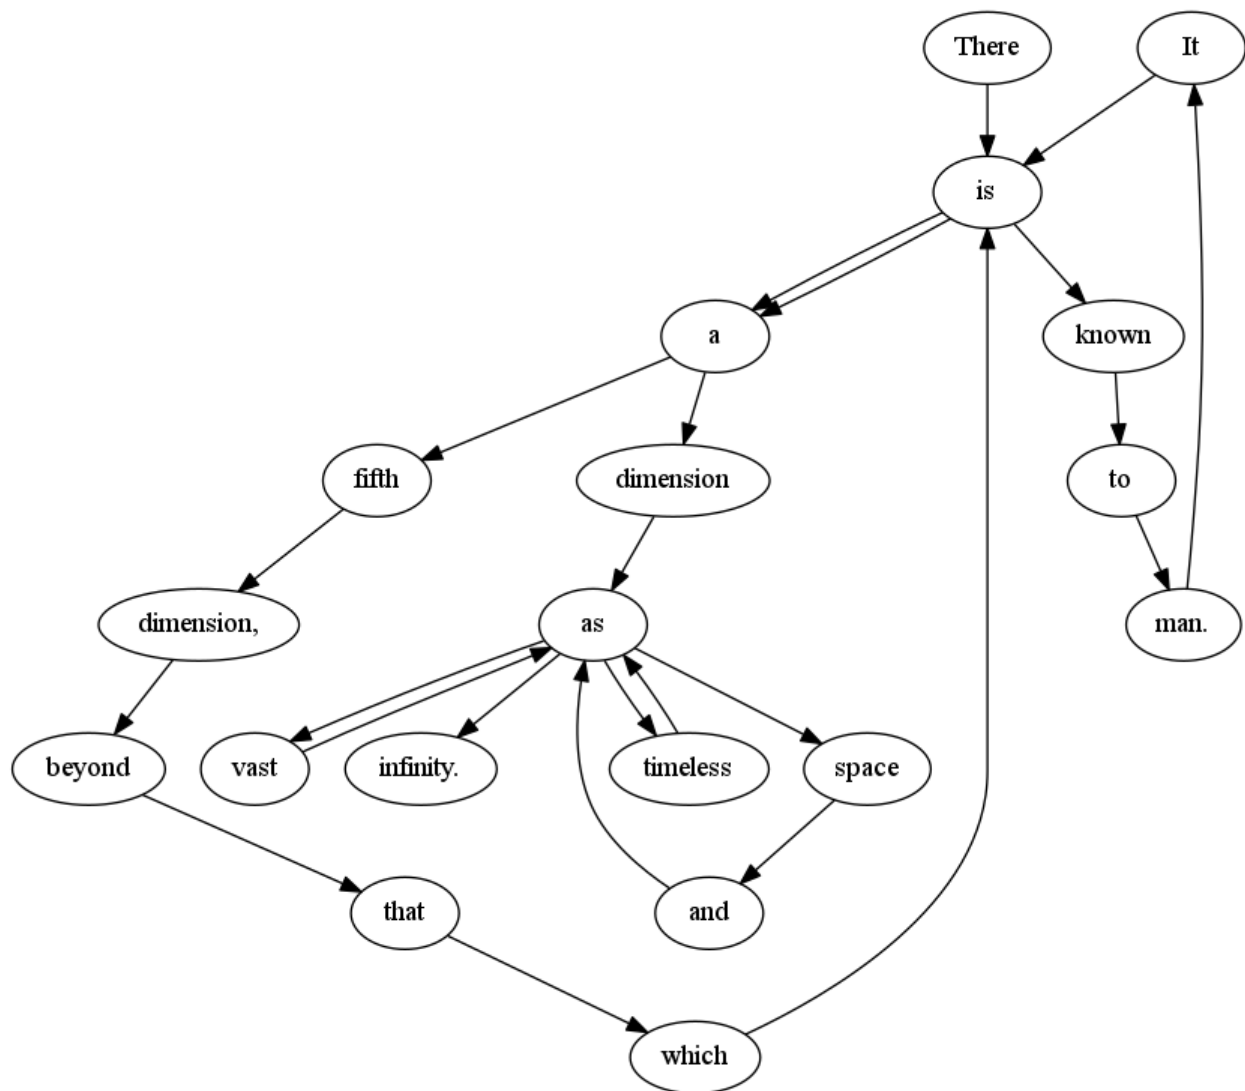 There
It
is
a
known
fifth
dimension
to
dimension,
as
man.
beyond
vast
infinity.
timeless
space
that
and
which